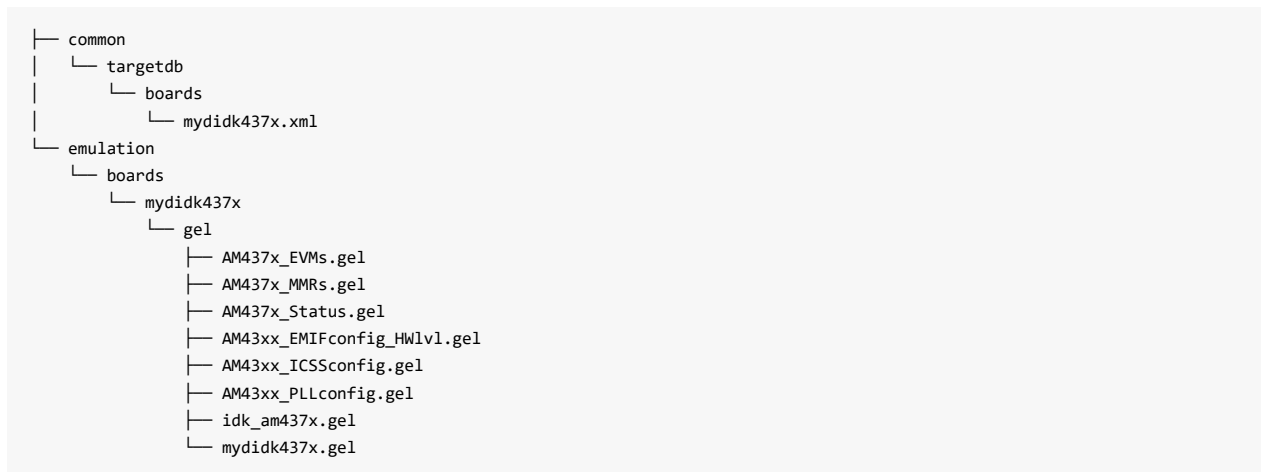 ├── common
│   └── targetdb
│       └── boards
│           └── mydidk437x.xml
└── emulation
    └── boards
        └── mydidk437x
            └── gel
                ├── AM437x_EVMs.gel
                ├── AM437x_MMRs.gel
                ├── AM437x_Status.gel
                ├── AM43xx_EMIFconfig_HWlvl.gel
                ├── AM43xx_ICSSconfig.gel
                ├── AM43xx_PLLconfig.gel
                ├── idk_am437x.gel
                └── mydidk437x.gel